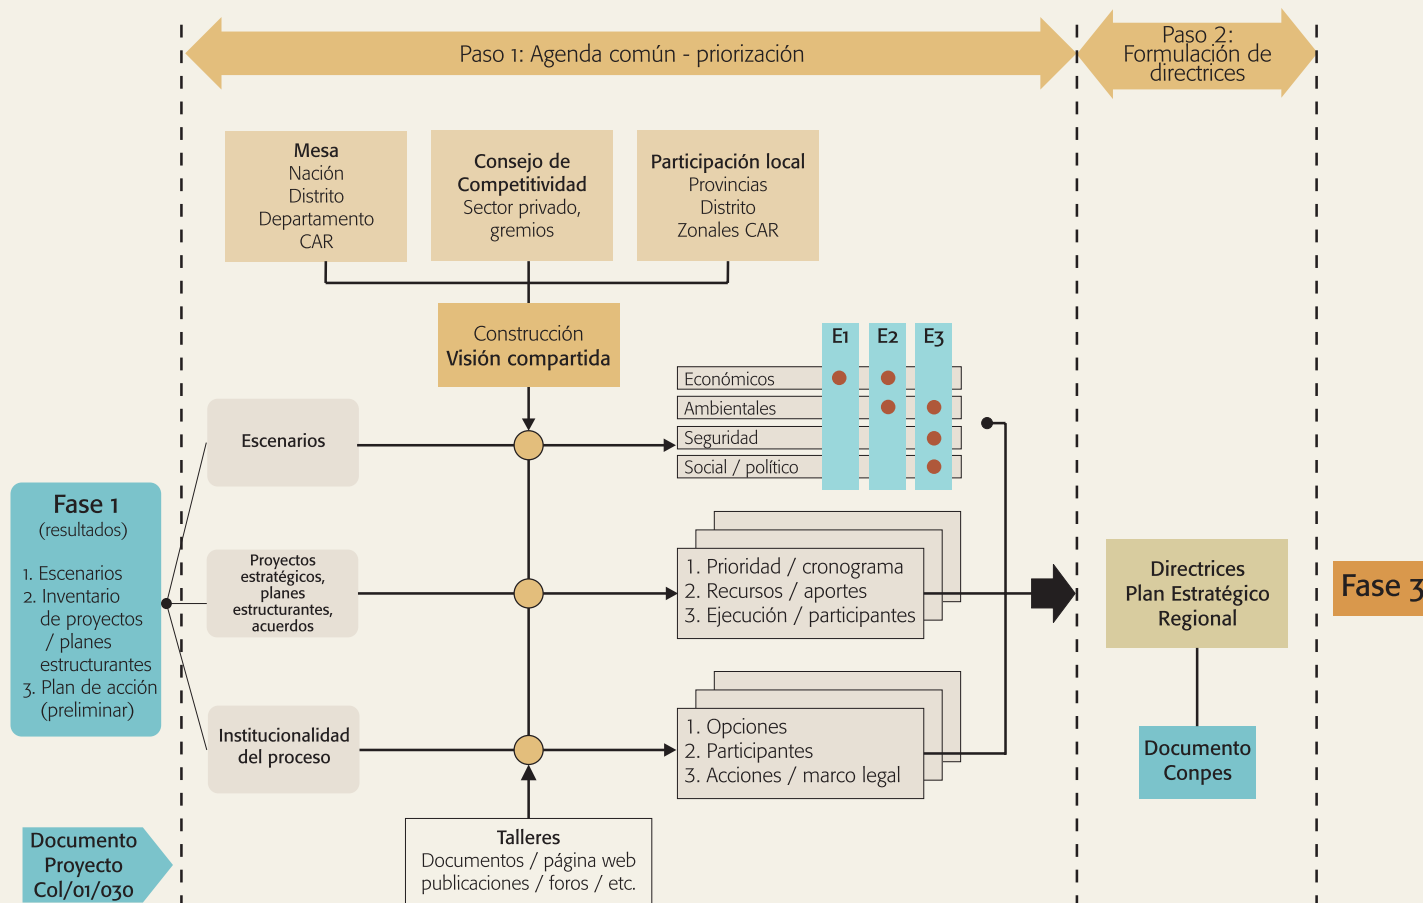 Paso 1: Agenda común - priorización
Paso 2:
Formulación de
directrices
Mesa
Nación
Distrito
Departamento
CAR
Consejo de
Competitividad
Sector privado,
gremios
Participación local
Provincias
Distrito
Zonales CAR
Construcción
Visión compartida
E1
E2
E3
Económicos
Ambientales
Seguridad
Social / político
Escenarios
Fase 1
(resultados)
1. Escenarios
2. Inventario
de proyectos
/ planes
estructurantes
3. Plan de acción
(preliminar)
Proyectos
estratégicos,
planes
estructurantes,
acuerdos
1. Prioridad / cronograma
2. Recursos / aportes
3. Ejecución / participantes
Directrices
Plan Estratégico
Regional
Fase 3
Institucionalidad
del proceso
1. Opciones
2. Participantes
3. Acciones / marco legal
Documento
Conpes
Talleres
Documentos / página web
publicaciones / foros / etc.
Documento
Proyecto
Col/01/030